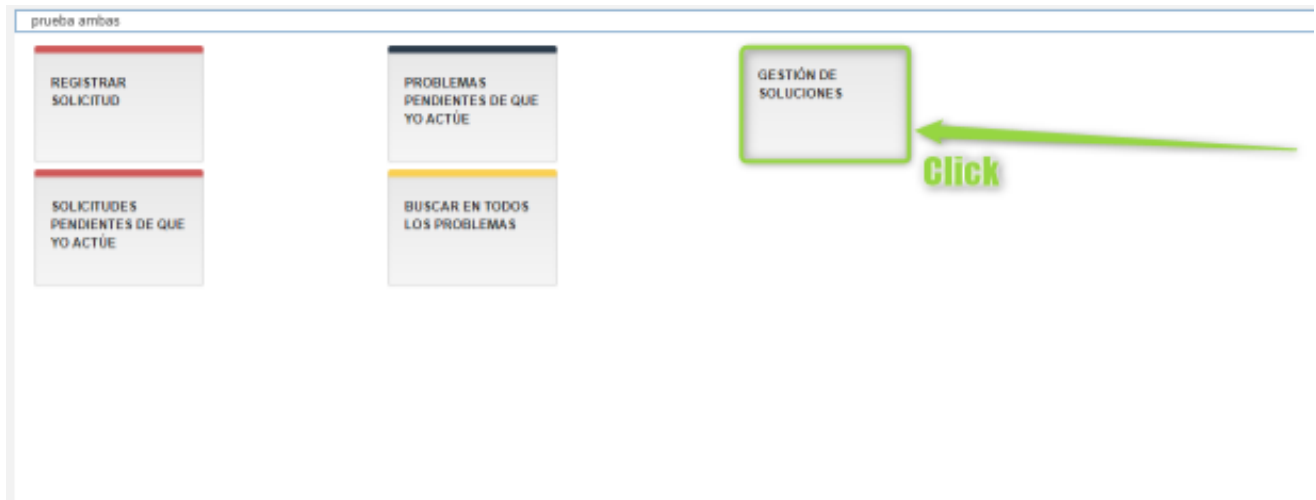 prueba ambas
REGISTRAR
SOLICITUD
PROBLEMAS
PENDIENTES DE QUE
YO ACTÚE
GESTIÓN DE
SOLUCIONES
Click
SOLICITUDES
PENDIENTES DE QUE
YO ACTÚE
BUSCAR EN TODOS
LOS PROBLEMAS